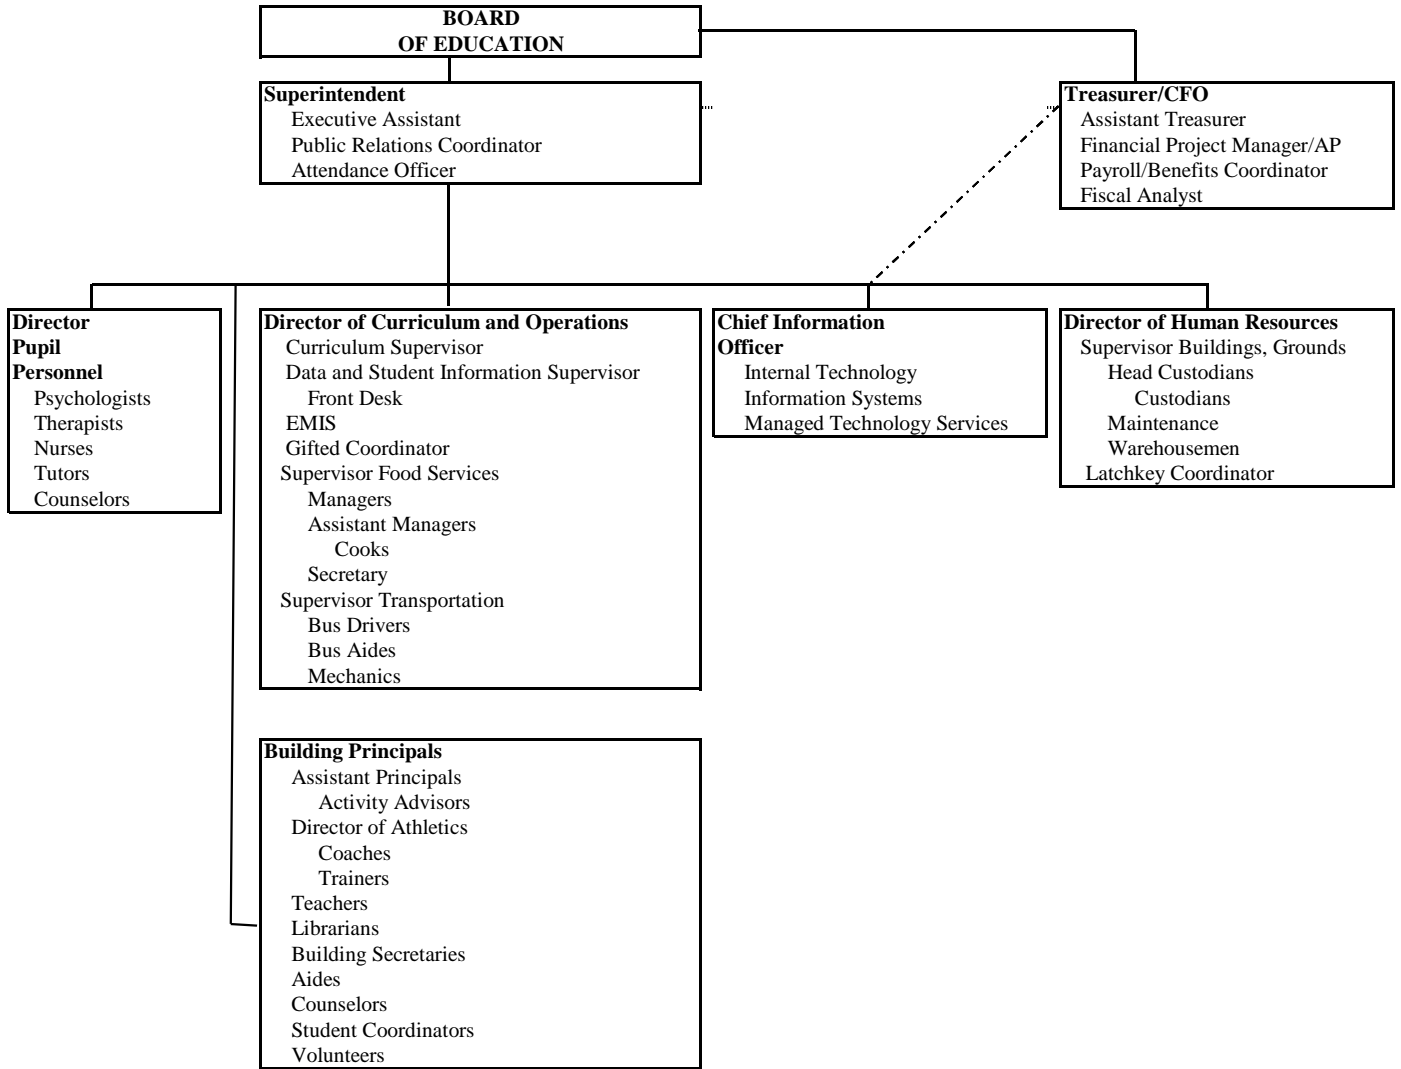 BOARD
OF EDUCATION
Superintendent
Executive Assistant
Public Relations Coordinator
Attendance Officer
Treasurer/CFO
Assistant Treasurer
Financial Project Manager/AP
Payroll/Benefits Coordinator
Fiscal Analyst
Director
Pupil
Personnel
Psychologists
Therapists
Nurses
Tutors
Counselors
Director of Curriculum and Operations
Curriculum Supervisor
Data and Student Information Supervisor
Front Desk
EMIS
Gifted Coordinator
Supervisor Food Services
Managers
Assistant Managers
Cooks
Secretary
Supervisor Transportation
Bus Drivers
Bus Aides
Mechanics
Chief Information
Officer
Internal Technology
Information Systems
Managed Technology Services
Director of Human Resources
Supervisor Buildings, Grounds
Head Custodians
Custodians
Maintenance
Warehousemen
Latchkey Coordinator
Building Principals
Assistant Principals
Activity Advisors
Director of Athletics
Coaches
Trainers
Teachers
Librarians
Building Secretaries
Aides
Counselors
Student Coordinators
Volunteers